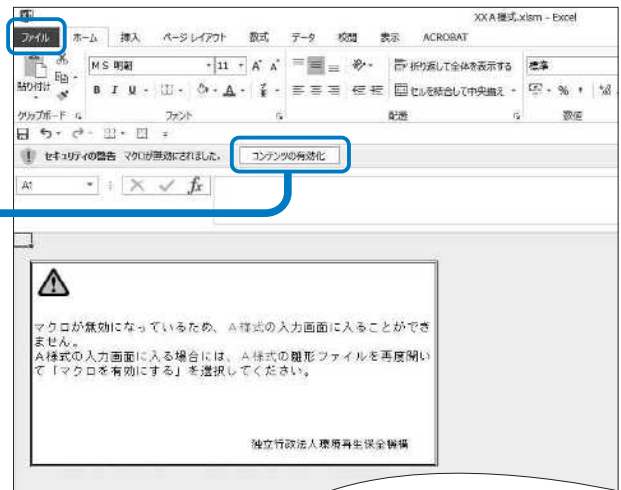 XXA様式.xlsm - Excel
ファイル ホーム 挿入 ページ レイアウト 数式 データ 校閲 表示 ACROBAT
MS 明朝 11 A A 折り返して全体を表示する 標準
貼り付け B I U A セルを結合して中央揃え % ,
クリップボード フォント 配置 数値
セキュリティの警告 マクロが無効にされました。 コンテンツの有効化
A1 fx
マクロが無効になっているため、A様式の入力画面に入ることができ
ません。
A様式の入力画面に入る場合には、A様式の雛形ファイルを再度開い
て「マクロを有効にする」を選択してください。
独立行政法人環境再生保全機構